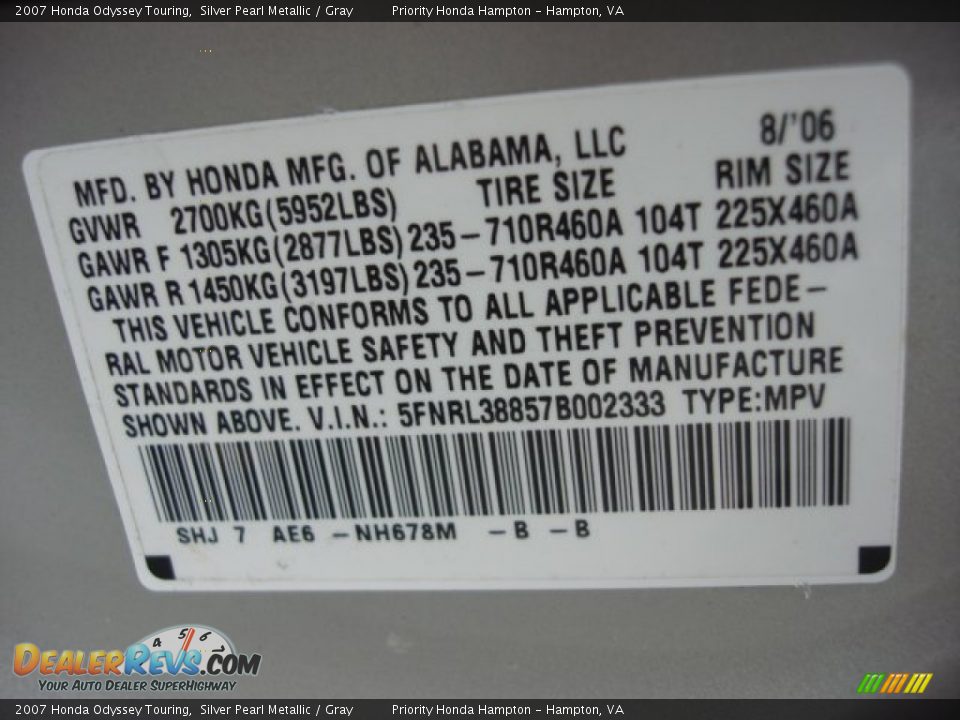 2007 Honda Odyssey Touring, Silver Pearl Metallic / Gray Priority Honda Hampton - Hampton, VA
8/'06
MFD. BY HONDA MFG. OF ALABAMA, LLC
GVWR 2700KG(5952LBS) TIRE SIZE RIM SIZE
GAWR F 1305KG(2877LBS) 235-710R460A 104T 225X460A
GAWR R 1450KG(3197LBS) 235-710R460A 104T 225X460A
THIS VEHICLE CONFORMS TO ALL APPLICABLE FEDE-
RAL MOTOR VEHICLE SAFETY AND THEFT PREVENTION
STANDARDS IN EFFECT ON THE DATE OF MANUFACTURE
SHOWN ABOVE. V.I.N.: 5FNRL38857B002333 TYPE:MPV
SHJ 7 AE6 -NH678M -B -B
4 5 6
DEALERREVS.COM
YOUR AUTO DEALER SUPERHIGHWAY
2007 Honda Odyssey Touring, Silver Pearl Metallic / Gray Priority Honda Hampton - Hampton, VA